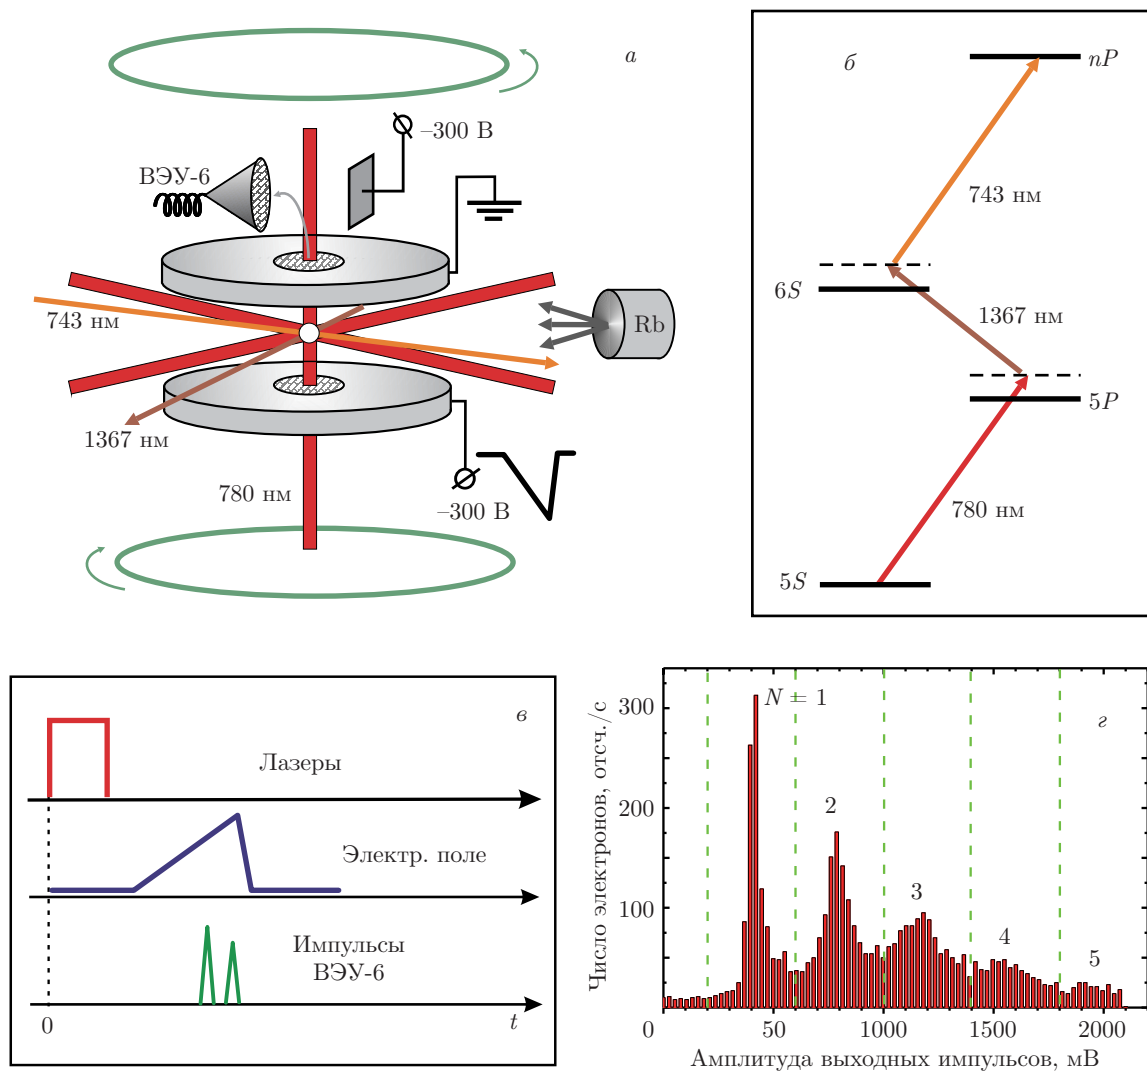 а
–300 В
ВЭУ-6
Rb
743 нм
1367 нм
780 нм
–300 В
б
nP
743 нм
6S
1367 нм
5P
780 нм
5S
в
Лазеры
Электр. поле
Импульсы
ВЭУ-6
0
t
г
N = 1
2
3
4
5
Число электронов, отсч./с
300
200
100
0
50
1000
1500
2000
Амплитуда выходных импульсов, мВ